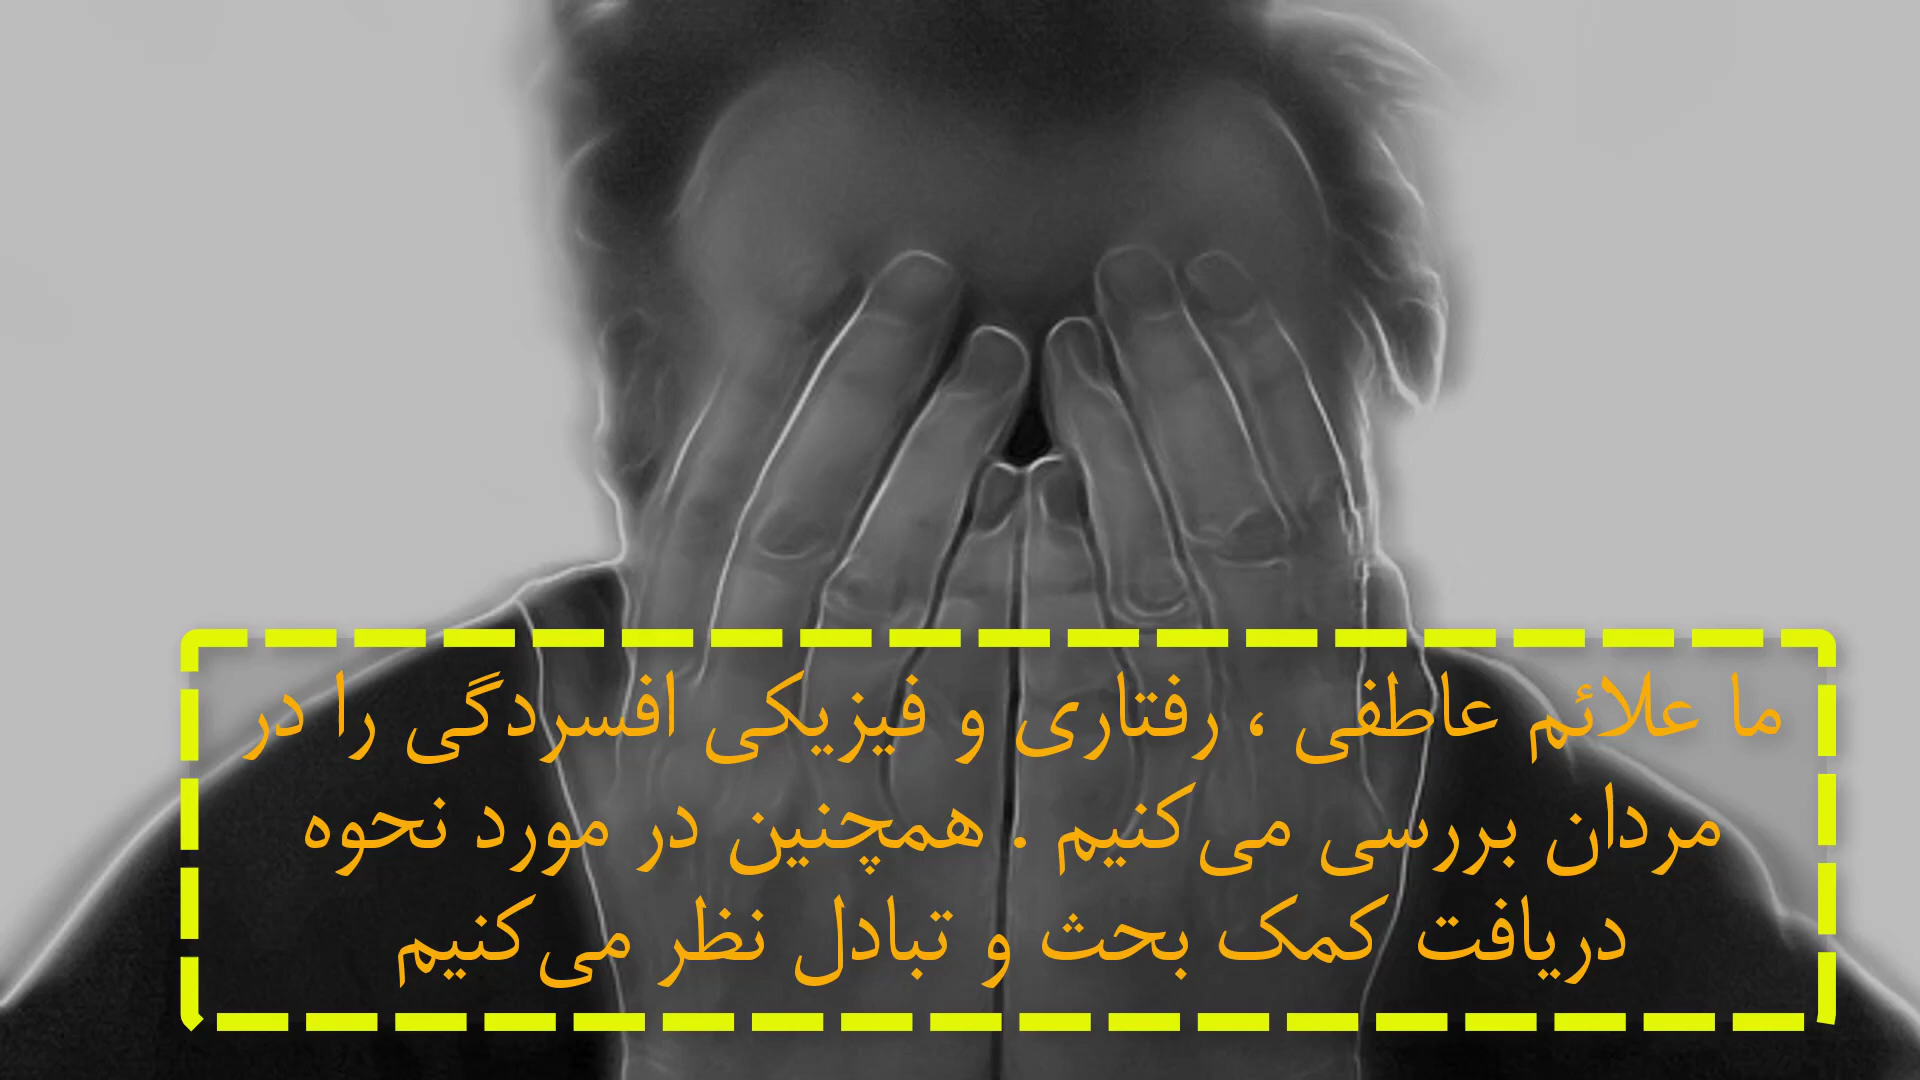 ما علائم عاطفی ، رفتاری و فیزیکی افسردگی را در
مردان بررسی می‌کنیم . همچنین در مورد نحوه
دریافت کمک بحث و تبادل نظر می‌کنیم